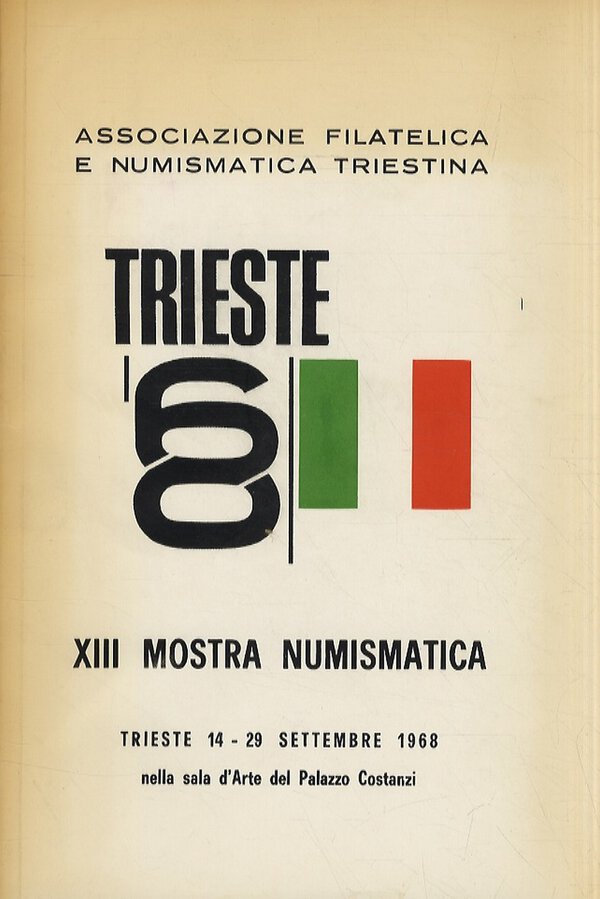 ASSOCIAZIONE FILATELICA
E NUMISMATICA TRIESTINA
TRIESTE
'68
XIII MOSTRA NUMISMATICA
TRIESTE 14 - 29 SETTEMBRE 1968
nella sala d'Arte del Palazzo Costanzi